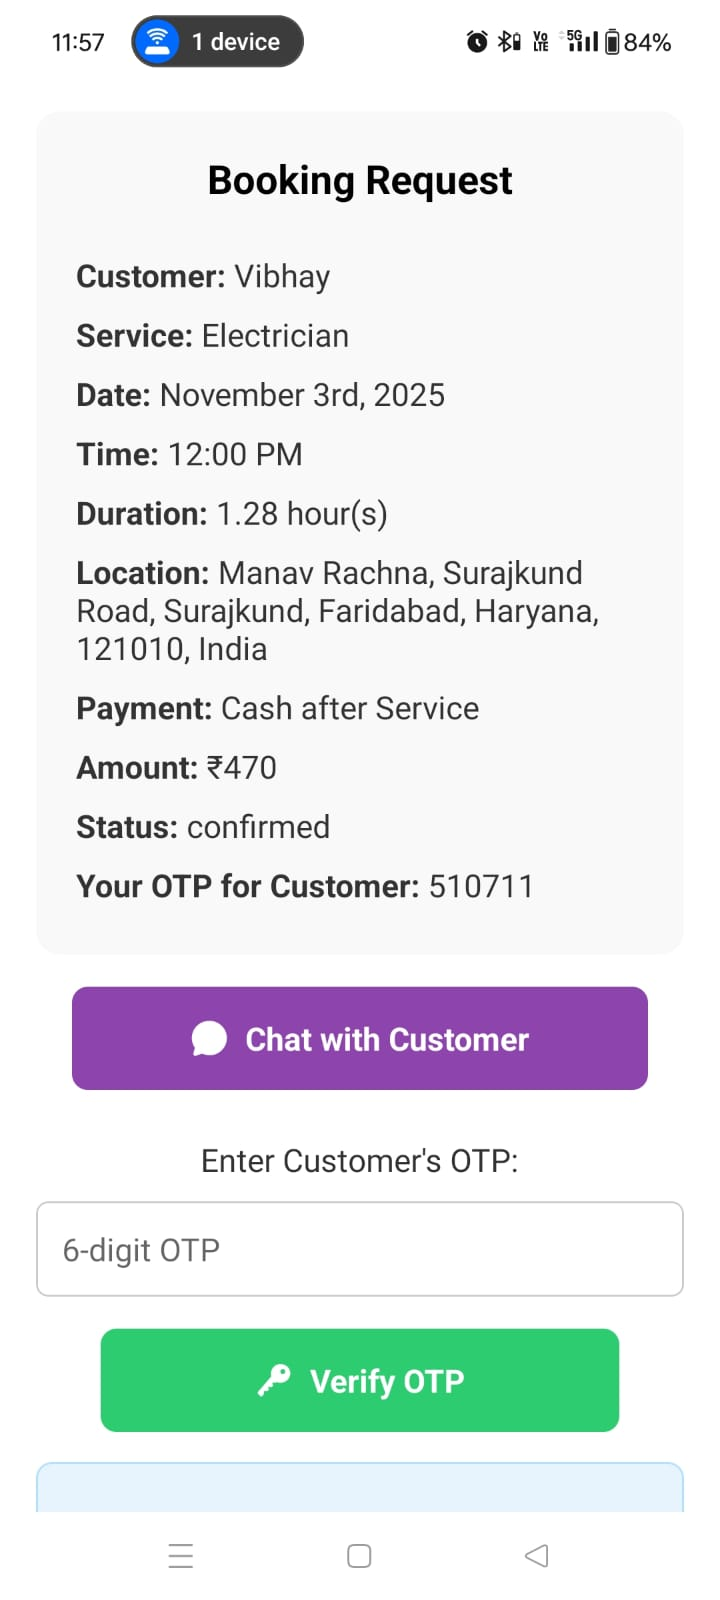 11:57 1 device 5G 84%
Booking Request
Customer: Vibhay
Service: Electrician
Date: November 3rd, 2025
Time: 12:00 PM
Duration: 1.28 hour(s)
Location: Manav Rachna, Surajkund
Road, Surajkund, Faridabad, Haryana,
121010, India
Payment: Cash after Service
Amount: ₹470
Status: confirmed
Your OTP for Customer: 510711
Chat with Customer
Enter Customer's OTP:
6-digit OTP
Verify OTP